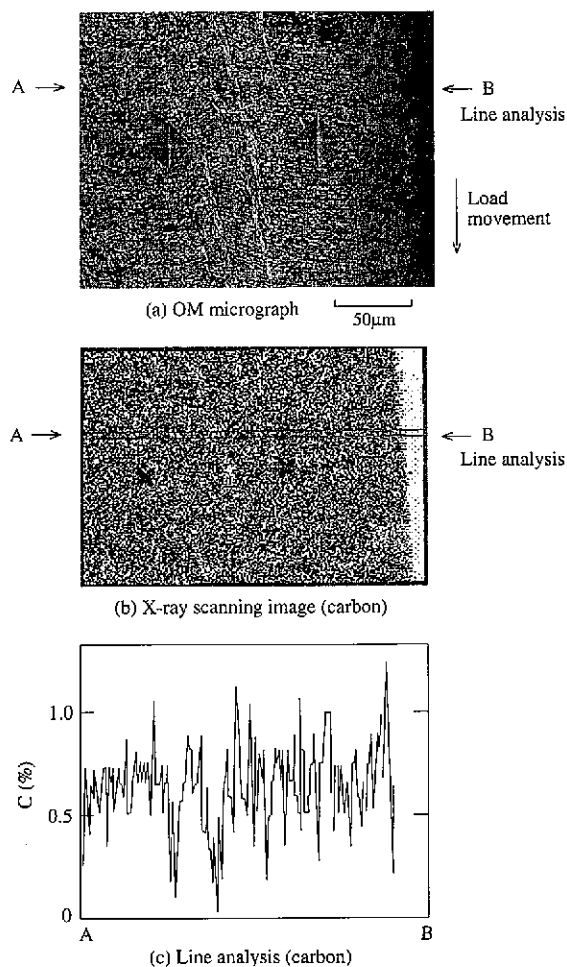 A → ← B
Line analysis
Load
movement
(a) OM micrograph
50μm
A → ← B
Line analysis
(b) X-ray scanning image (carbon)
1.0
C (%)
0.5
0
A B
(c) Line analysis (carbon)